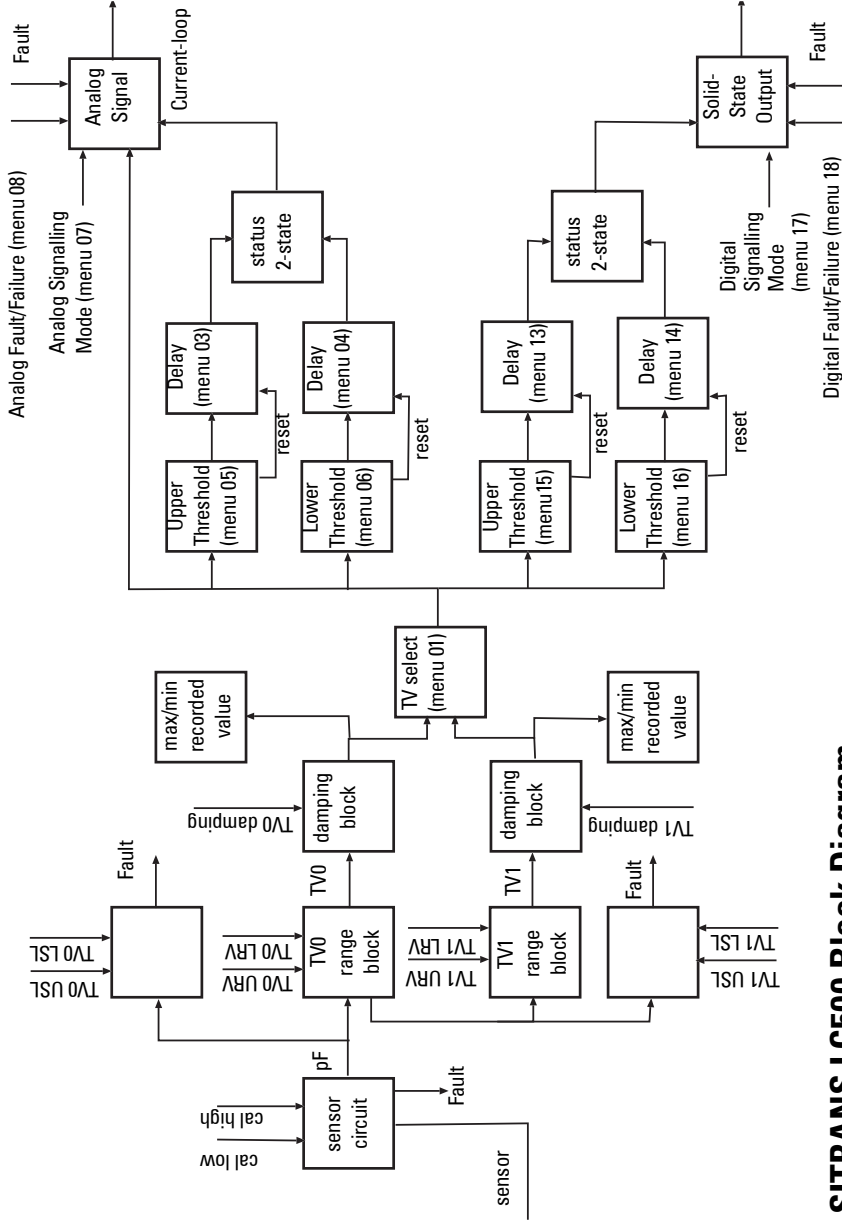 Analog Fault/Failure (menu 08)
Fault
Analog Signalling
Mode (menu 07)
Analog
Signal
Current-loop
Upper
Threshold
(menu 05)
reset
Delay
(menu 03)
status
2-state
Lower
Threshold
(menu 06)
reset
Delay
(menu 04)
Upper
Threshold
(menu15)
reset
Delay
(menu 13)
status
2-state
Lower
Threshold
(menu 16)
reset
Delay
(menu 14)
Digital
Signalling
Mode
(menu 17)
Solid-
State
Output
Digital Fault/Failure (menu 18)
Fault
TV0 USL
TV0 LSL
Fault
TV0 damping
max/min
recorded
value
cal low
cal high
sensor
circuit
pF
Fault
sensor
TV0 URV
TV0 LRV
TV0
range
block
TV0
damping
block
TV select
(menu 01)
TV1 URV
TV1 LRV
TV1
range
block
TV1
damping
block
TV1 damping
max/min
recorded
value
Fault
TV1 USL
TV1 LSL
SITRANS LC500 Block Diagram